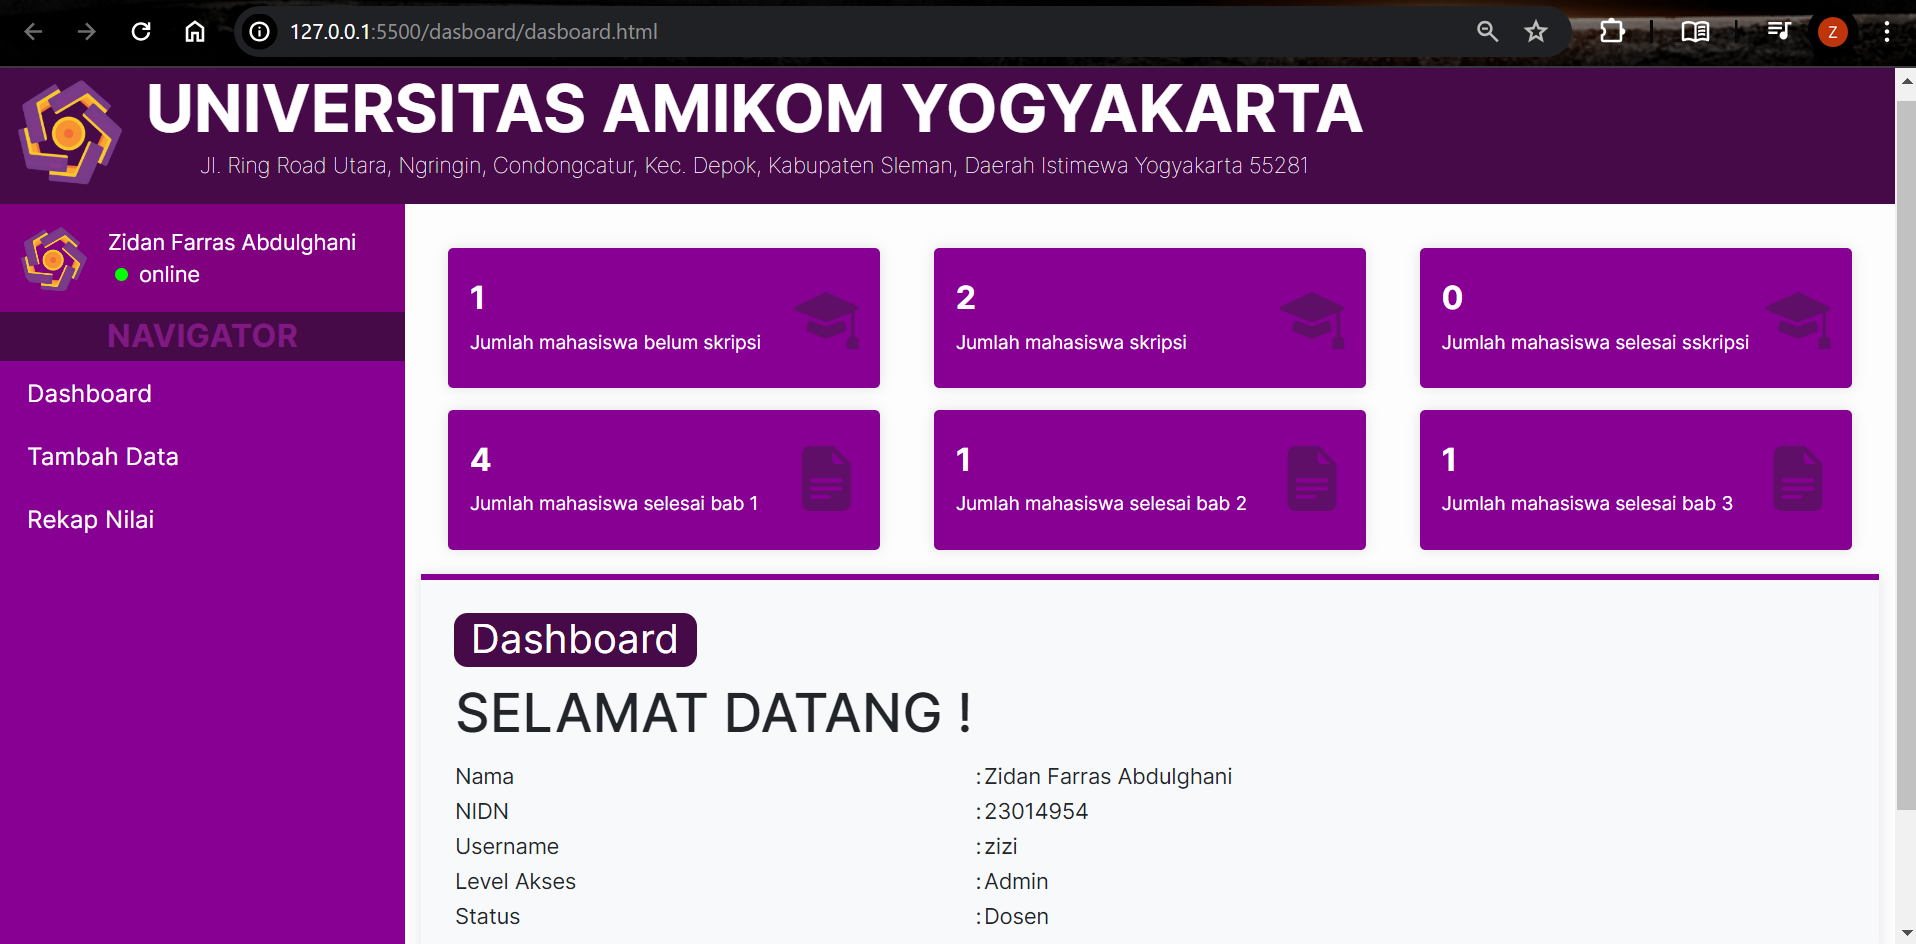 127.0.0.1:5500/dasboard/dasboard.html
Z
UNIVERSITAS AMIKOM YOGYAKARTA
Jl. Ring Road Utara, Ngringin, Condongcatur, Kec. Depok, Kabupaten Sleman, Daerah Istimewa Yogyakarta 55281
Zidan Farras Abdulghani
online
NAVIGATOR
Dashboard
Tambah Data
Rekap Nilai
1
Jumlah mahasiswa belum skripsi
2
Jumlah mahasiswa skripsi
0
Jumlah mahasiswa selesai sskripsi
4
Jumlah mahasiswa selesai bab 1
1
Jumlah mahasiswa selesai bab 2
1
Jumlah mahasiswa selesai bab 3
Dashboard
SELAMAT DATANG !
Nama : Zidan Farras Abdulghani
NIDN : 23014954
Username : zizi
Level Akses : Admin
Status : Dosen